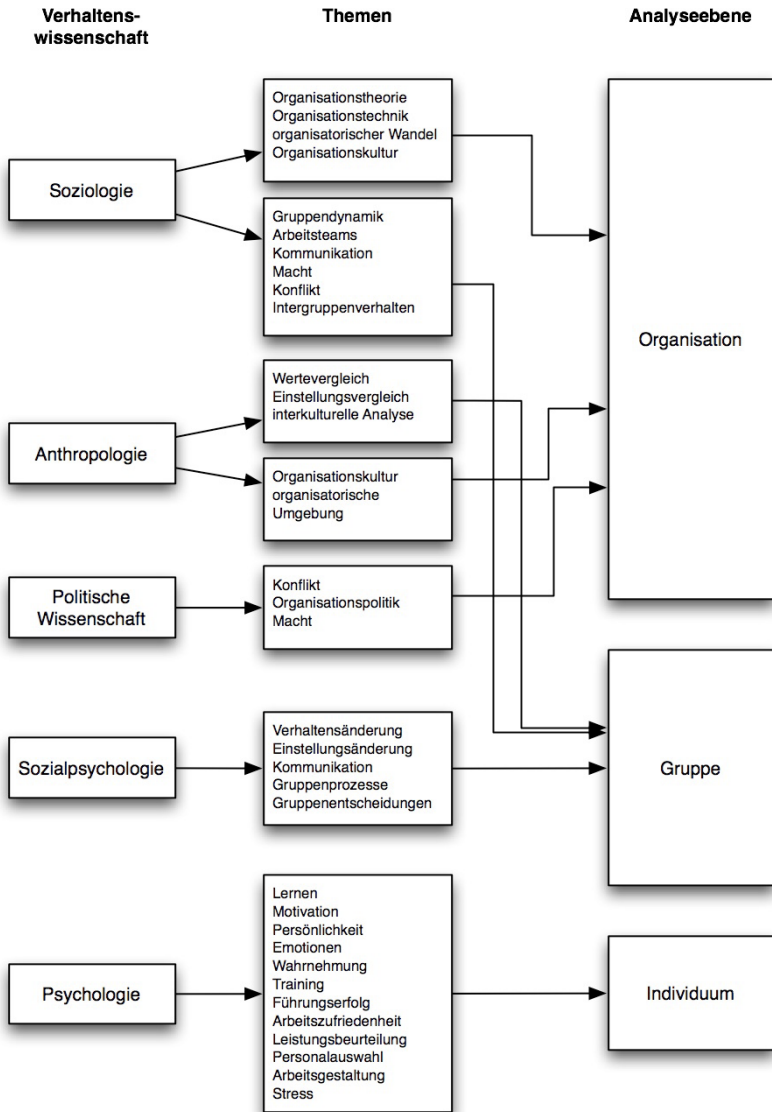 Verhaltens-
wissenschaft
Themen
Analyseebene
Soziologie
Organisationstheorie
Organisationstechnik
organisatorischer Wandel
Organisationskultur
Gruppendynamik
Arbeitsteams
Kommunikation
Macht
Konflikt
Intergruppenverhalten
Organisation
Anthropologie
Wertevergleich
Einstellungsvergleich
interkulturelle Analyse
Organisationskultur
organisatorische
Umgebung
Politische
Wissenschaft
Konflikt
Organisationspolitik
Macht
Sozialpsychologie
Verhaltensänderung
Einstellungsänderung
Kommunikation
Gruppenprozesse
Gruppenentscheidungen
Gruppe
Psychologie
Lernen
Motivation
Persönlichkeit
Emotionen
Wahrnehmung
Training
Führungserfolg
Arbeitszufriedenheit
Leistungsbeurteilung
Personalauswahl
Arbeitsgestaltung
Stress
Individuum